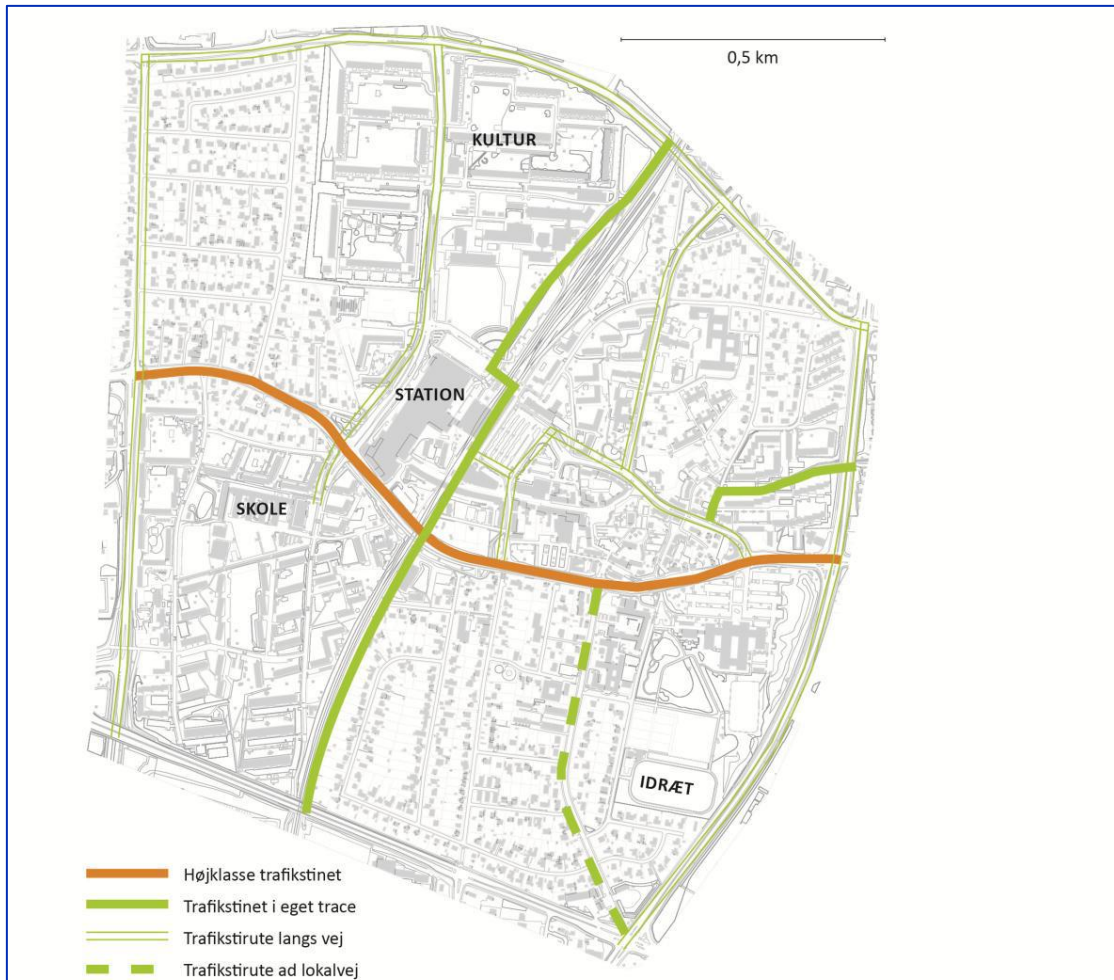 0,5 km
KULTUR
STATION
SKOLE
IDRÆT
Højklasse trafikstinet
Trafikstinet i eget trace
Trafikstirute langs vej
Trafikstirute ad lokalvej